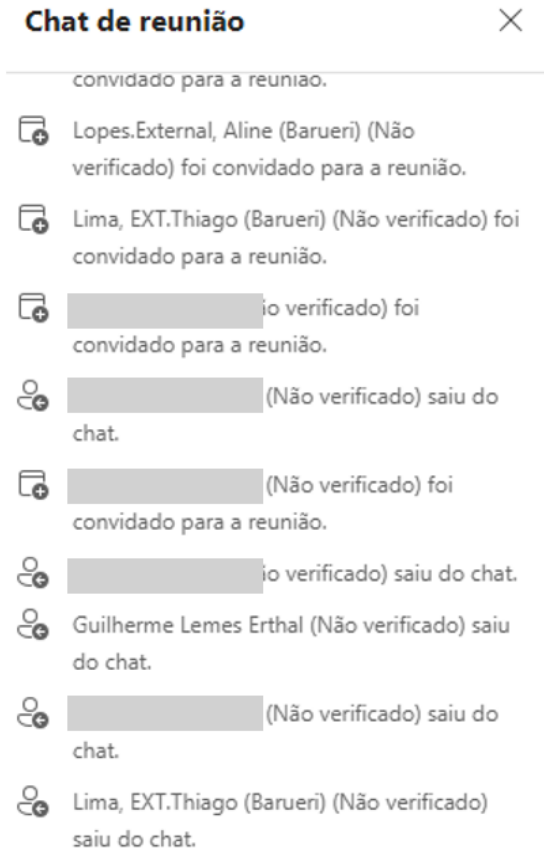 Chat de reunião
convidado para a reunião.
Lopes.External, Aline (Barueri) (Não
verificado) foi convidado para a reunião.
Lima, EXT.Thiago (Barueri) (Não verificado) foi
convidado para a reunião.
io verificado) foi
convidado para a reunião.
(Não verificado) saiu do
chat.
(Não verificado) foi
convidado para a reunião.
io verificado) saiu do chat.
Guilherme Lemes Erthal (Não verificado) saiu
do chat.
(Não verificado) saiu do
chat.
Lima, EXT.Thiago (Barueri) (Não verificado)
saiu do chat.